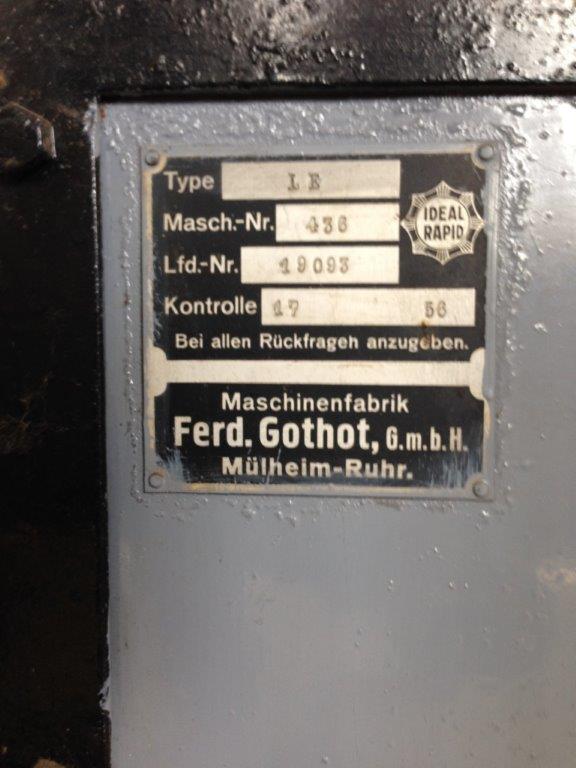 Type LE
IDEAL
RAPID
Masch.-Nr. 436
Lfd.-Nr. 19093
Kontrolle 17 56
Bei allen Rückfragen anzugeben.
Maschinenfabrik
Ferd. Gothot, G.m.b.H.
Mülheim-Ruhr.